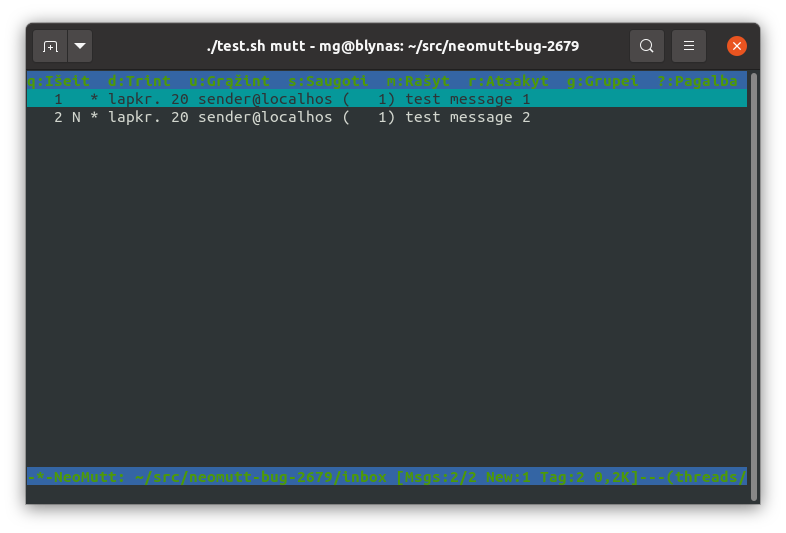 ./test.sh mutt - mg@blynas: ~/src/neomutt-bug-2679
q:Išeit  d:Trint  u:Grąžint  s:Saugoti  m:Rašyt  r:Atsakyt  g:Grupei  ?:Pagalba
   1   * lapkr. 20 sender@localhos (   1) test message 1
   2 N * lapkr. 20 sender@localhos (   1) test message 2
-*-NeoMutt: ~/src/neomutt-bug-2679/inbox [Msgs:2/2 New:1 Tag:2 0,2K]---(threads/